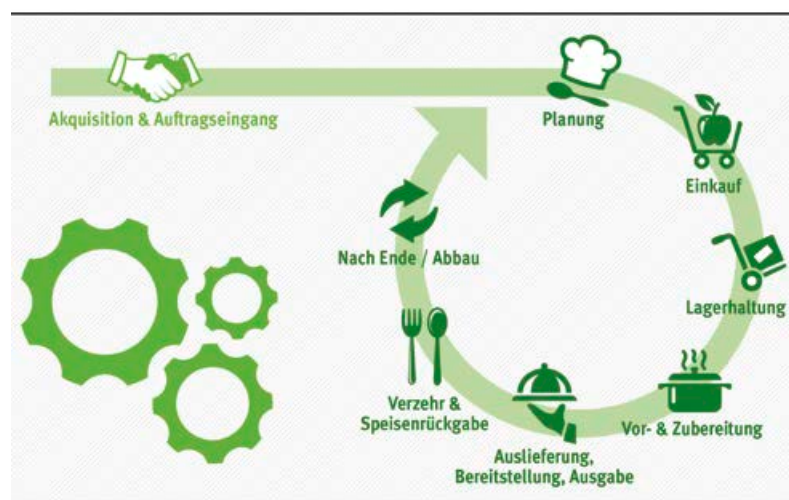 Akquisition & Auftragseingang
Planung
Einkauf
Lagerhaltung
Vor- & Zubereitung
Auslieferung,
Bereitstellung, Ausgabe
Verzehr &
Speisenrückgabe
Nach Ende / Abbau